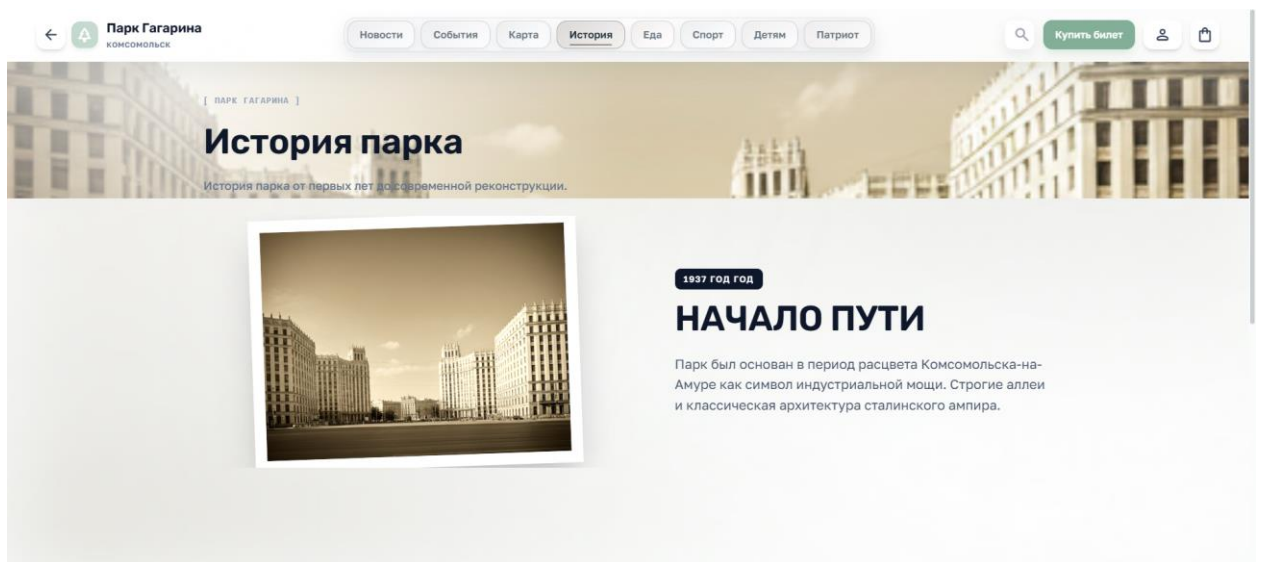 Парк Гагарина
КОМСОМОЛЬСК
Новости События Карта История Еда Спорт Детям Патриот
Купить билет
[ ПАРК ГАГАРИНА ]
История парка
История парка от первых лет до современной реконструкции.
1937 ГОД ГОД
НАЧАЛО ПУТИ
Парк был основан в период расцвета Комсомольска-на-
Амуре как символ индустриальной мощи. Строгие аллеи
и классическая архитектура сталинского ампира.